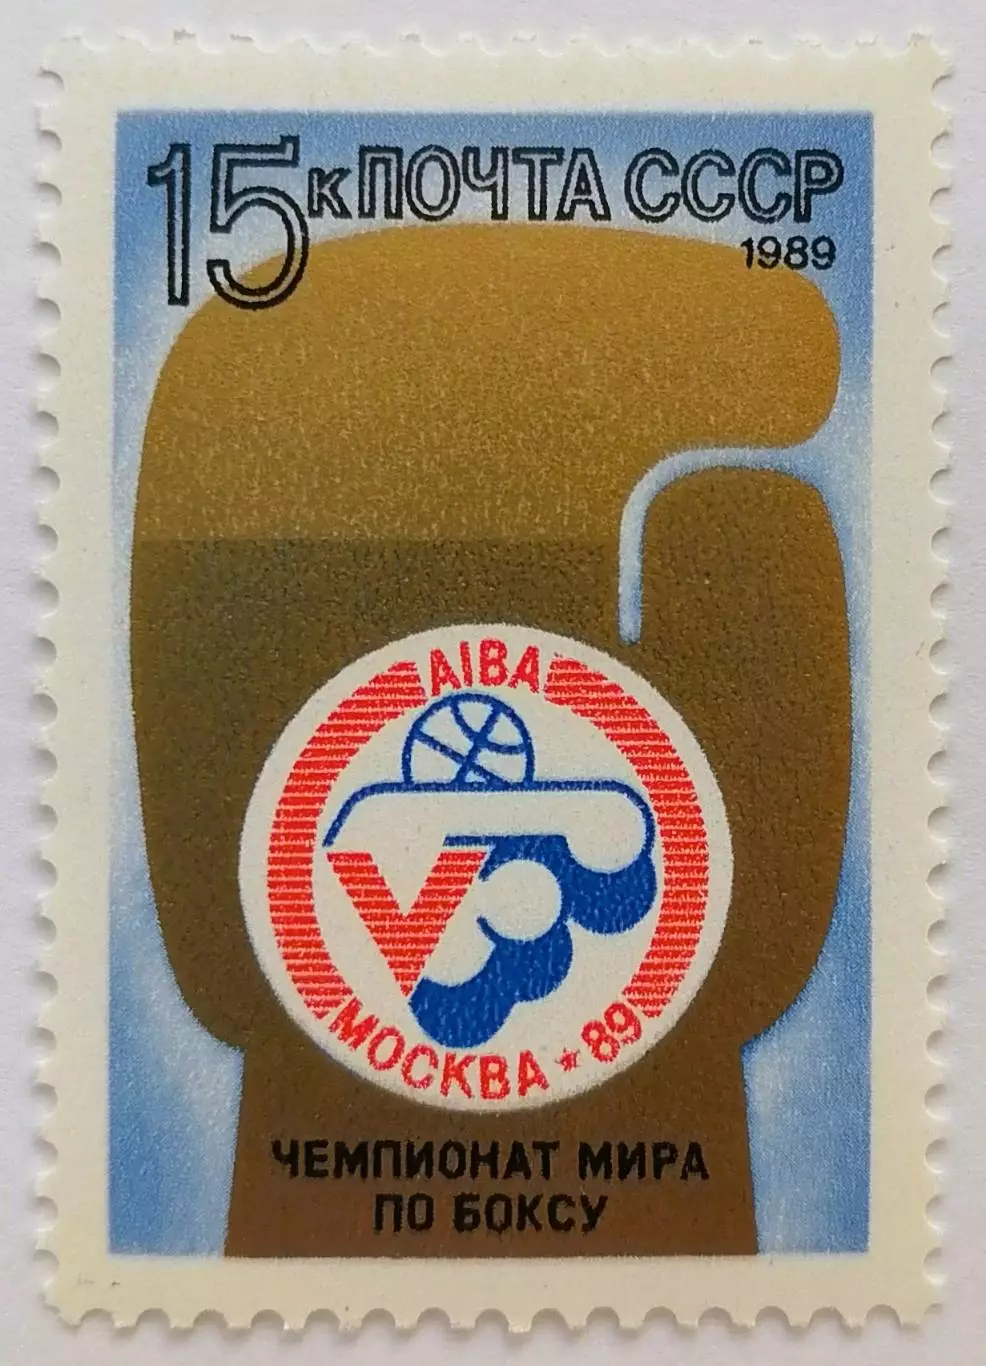 15к ПОЧТА СССР
1989
AIBA
V
МОСКВА ★ 89
ЧЕМПИОНАТ МИРА
ПО БОКСУ